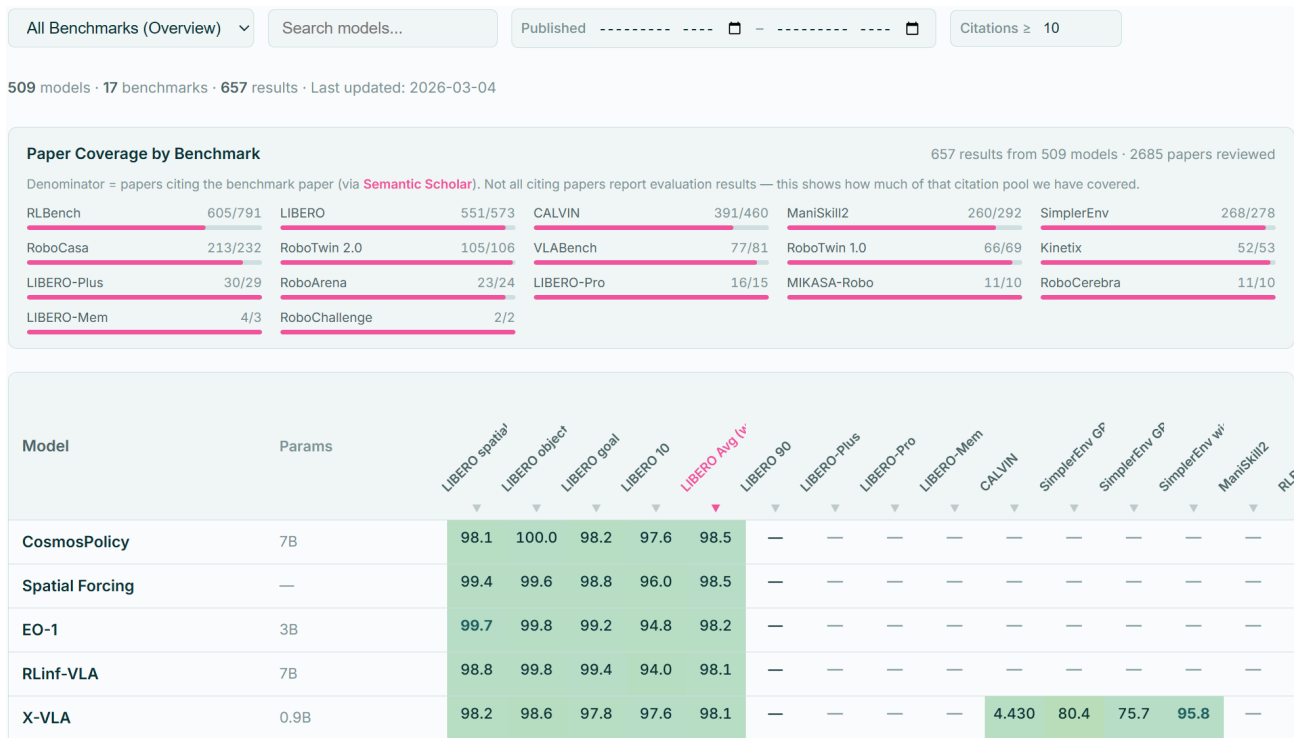 All Benchmarks (Overview) Search models... Published --------- ---- – --------- ---- Citations ≥ 10
509 models · 17 benchmarks · 657 results · Last updated: 2026-03-04
Paper Coverage by Benchmark 657 results from 509 models · 2685 papers reviewed
Denominator = papers citing the benchmark paper (via Semantic Scholar). Not all citing papers report evaluation results — this shows how much of that citation pool we have covered.
RLBench 605/791 LIBERO 551/573 CALVIN 391/460 ManiSkill2 260/292 SimplerEnv 268/278
RoboCasa 213/232 RoboTwin 2.0 105/106 VLABench 77/81 RoboTwin 1.0 66/69 Kinetix 52/53
LIBERO-Plus 30/29 RoboArena 23/24 LIBERO-Pro 16/15 MIKASA-Robo 11/10 RoboCerebra 11/10
LIBERO-Mem 4/3 RoboChallenge 2/2
Model Params LIBERO spatial LIBERO object LIBERO goal LIBERO 10 LIBERO Avg (w LIBERO 90 LIBERO-Plus LIBERO-Pro LIBERO-Mem CALVIN SimplerEnv SimplerEnv SimplerEnv wi ManiSkill2
CosmosPolicy 7B 98.1 100.0 98.2 97.6 98.5 — — — — — — — — —
Spatial Forcing — 99.4 99.6 98.8 96.0 98.5 — — — — — — — — —
EO-1 3B 99.7 99.8 99.2 94.8 98.2 — — — — — — — — —
RLinf-VLA 7B 98.8 99.8 99.4 94.0 98.1 — — — — — — — — —
X-VLA 0.9B 98.2 98.6 97.8 97.6 98.1 — — — — 4.430 80.4 75.7 95.8 —